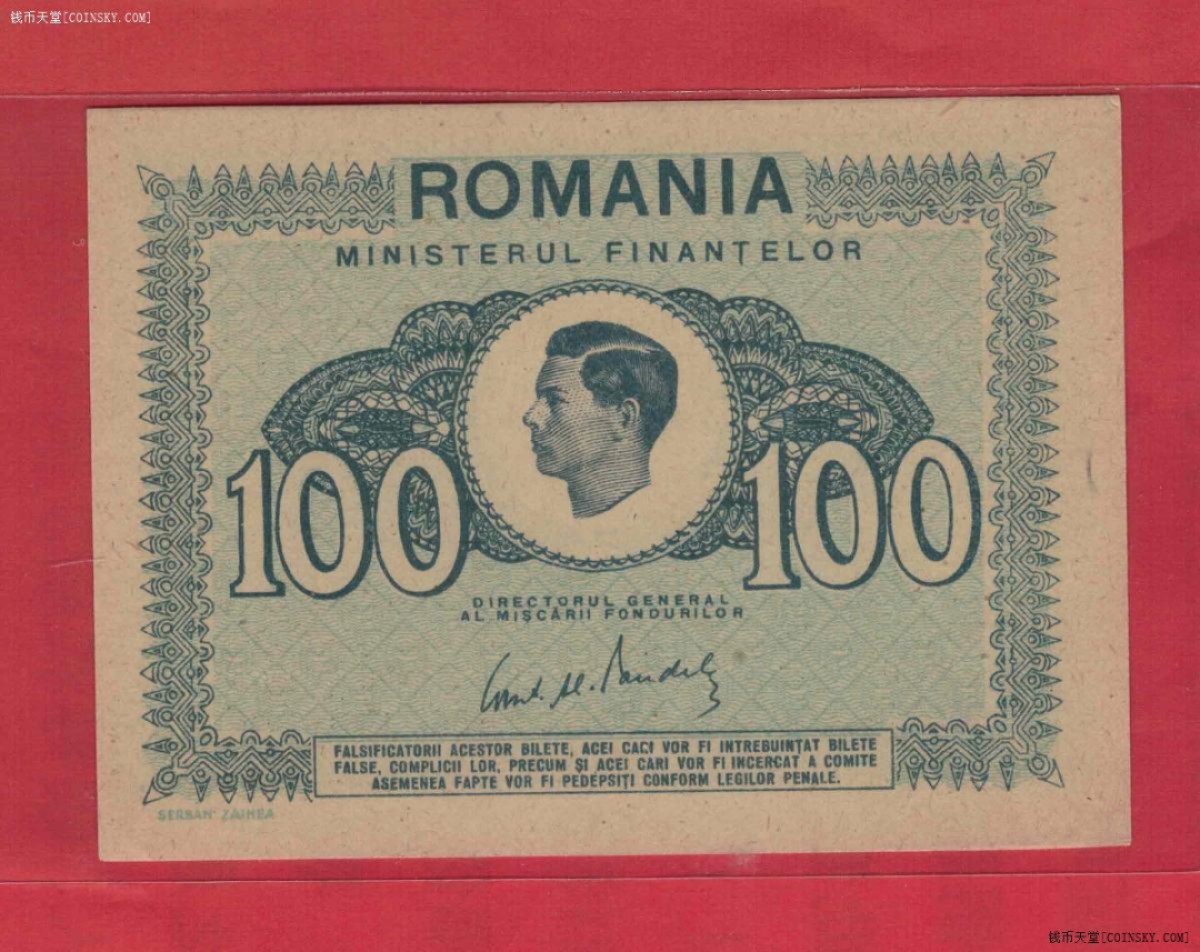 钱币天堂[COINSKY.COM]
ROMANIA
MINISTERUL FINANȚELOR
100 100
DIRECTORUL GENERAL
AL MIȘCĂRII FONDURILOR
FALSIFICATORII ACESTOR BILETE, ACEI CACI VOR FI INTREBUINȚAT BILETE
FALSE, COMPLICII LOR, PRECUM ȘI ACEI CARI VOR FI INCERCAT A COMITE
ASEMENEA FAPTE VOR FI PEDEPSIȚI CONFORM LEGILOR PENALE.
SERBAN ZAINEA
钱币天堂[COINSKY.COM]